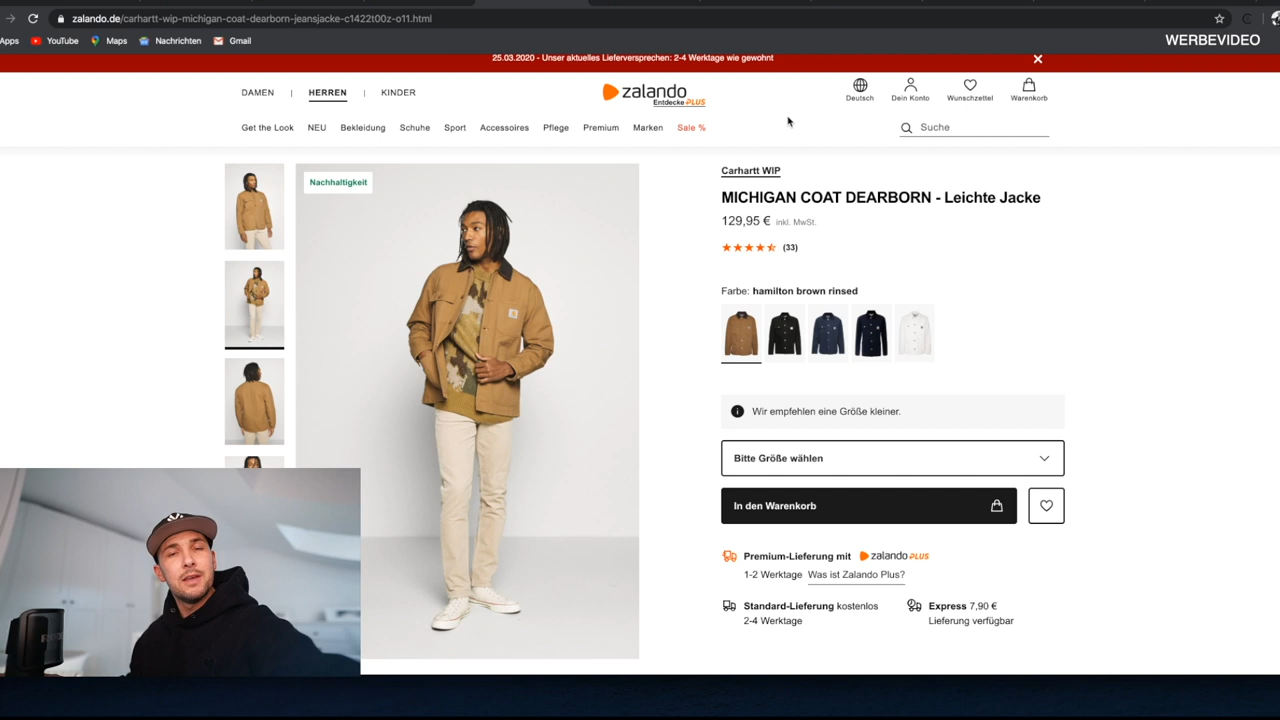 zalando.de/carhartt-wip-michigan-coat-dearborn-jeansjacke-c1422t00z-o11.html
Apps YouTube Maps Nachrichten Gmail
WERBEVIDEO
25.03.2020 - Unser aktuelles Lieferversprechen: 2-4 Werktage wie gewohnt
DAMEN | HERREN | KINDER
zalando
Entdecke PLUS
Deutsch Dein Konto Wunschzettel Warenkorb
Get the Look NEU Bekleidung Schuhe Sport Accessoires Pflege Premium Marken Sale %
Suche
Nachhaltigkeit
Carhartt WIP
MICHIGAN COAT DEARBORN - Leichte Jacke
129,95 € inkl. MwSt.
(33)
Farbe: hamilton brown rinsed
Wir empfehlen eine Größe kleiner.
Bitte Größe wählen
In den Warenkorb
Premium-Lieferung mit zalando PLUS
1-2 Werktage Was ist Zalando Plus?
Standard-Lieferung kostenlos
2-4 Werktage
Express 7,90 €
Lieferung verfügbar